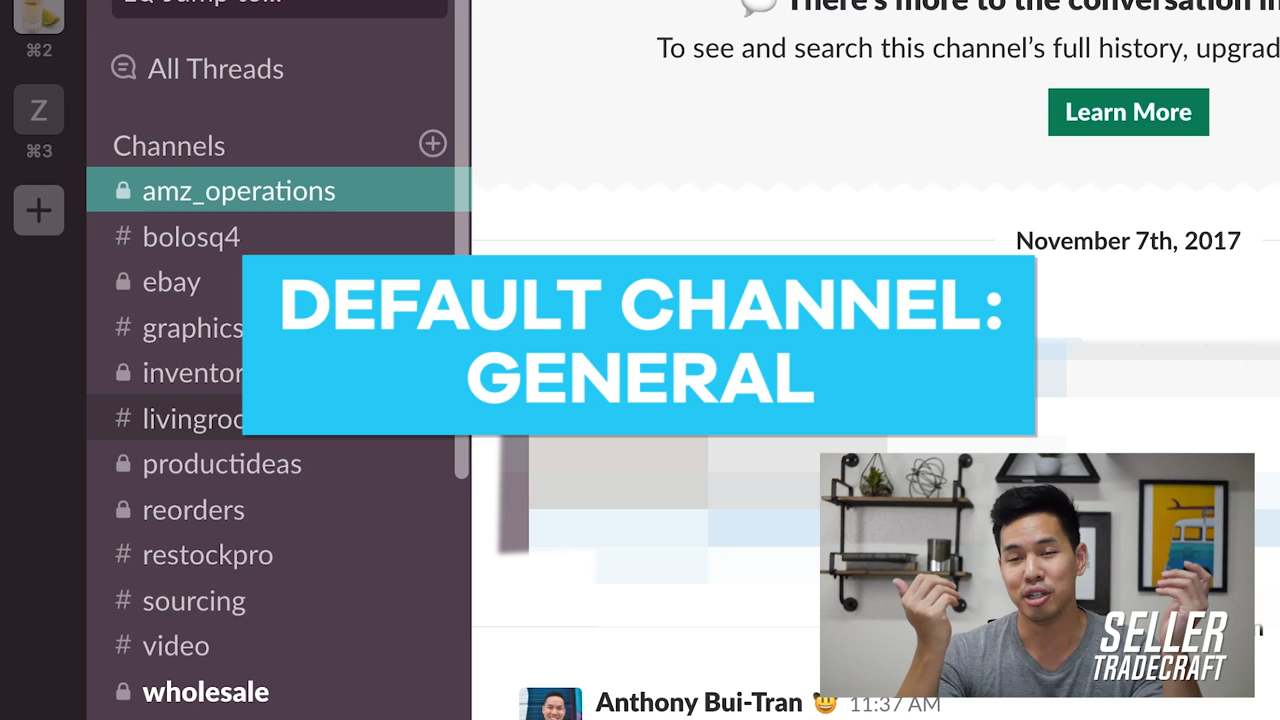 ⌘2
Z
⌘3
All Threads
Channels
amz_operations
# bolosq4
ebay
# graphics
inventor
# livingroo
productideas
reorders
# restockpro
# sourcing
# video
wholesale
There's more to the conversation
To see and search this channel's full history, upgrad
Learn More
November 7th, 2017
DEFAULT CHANNEL:
GENERAL
SELLER
TRADECRAFT
Anthony Bui-Tran 11:37 AM